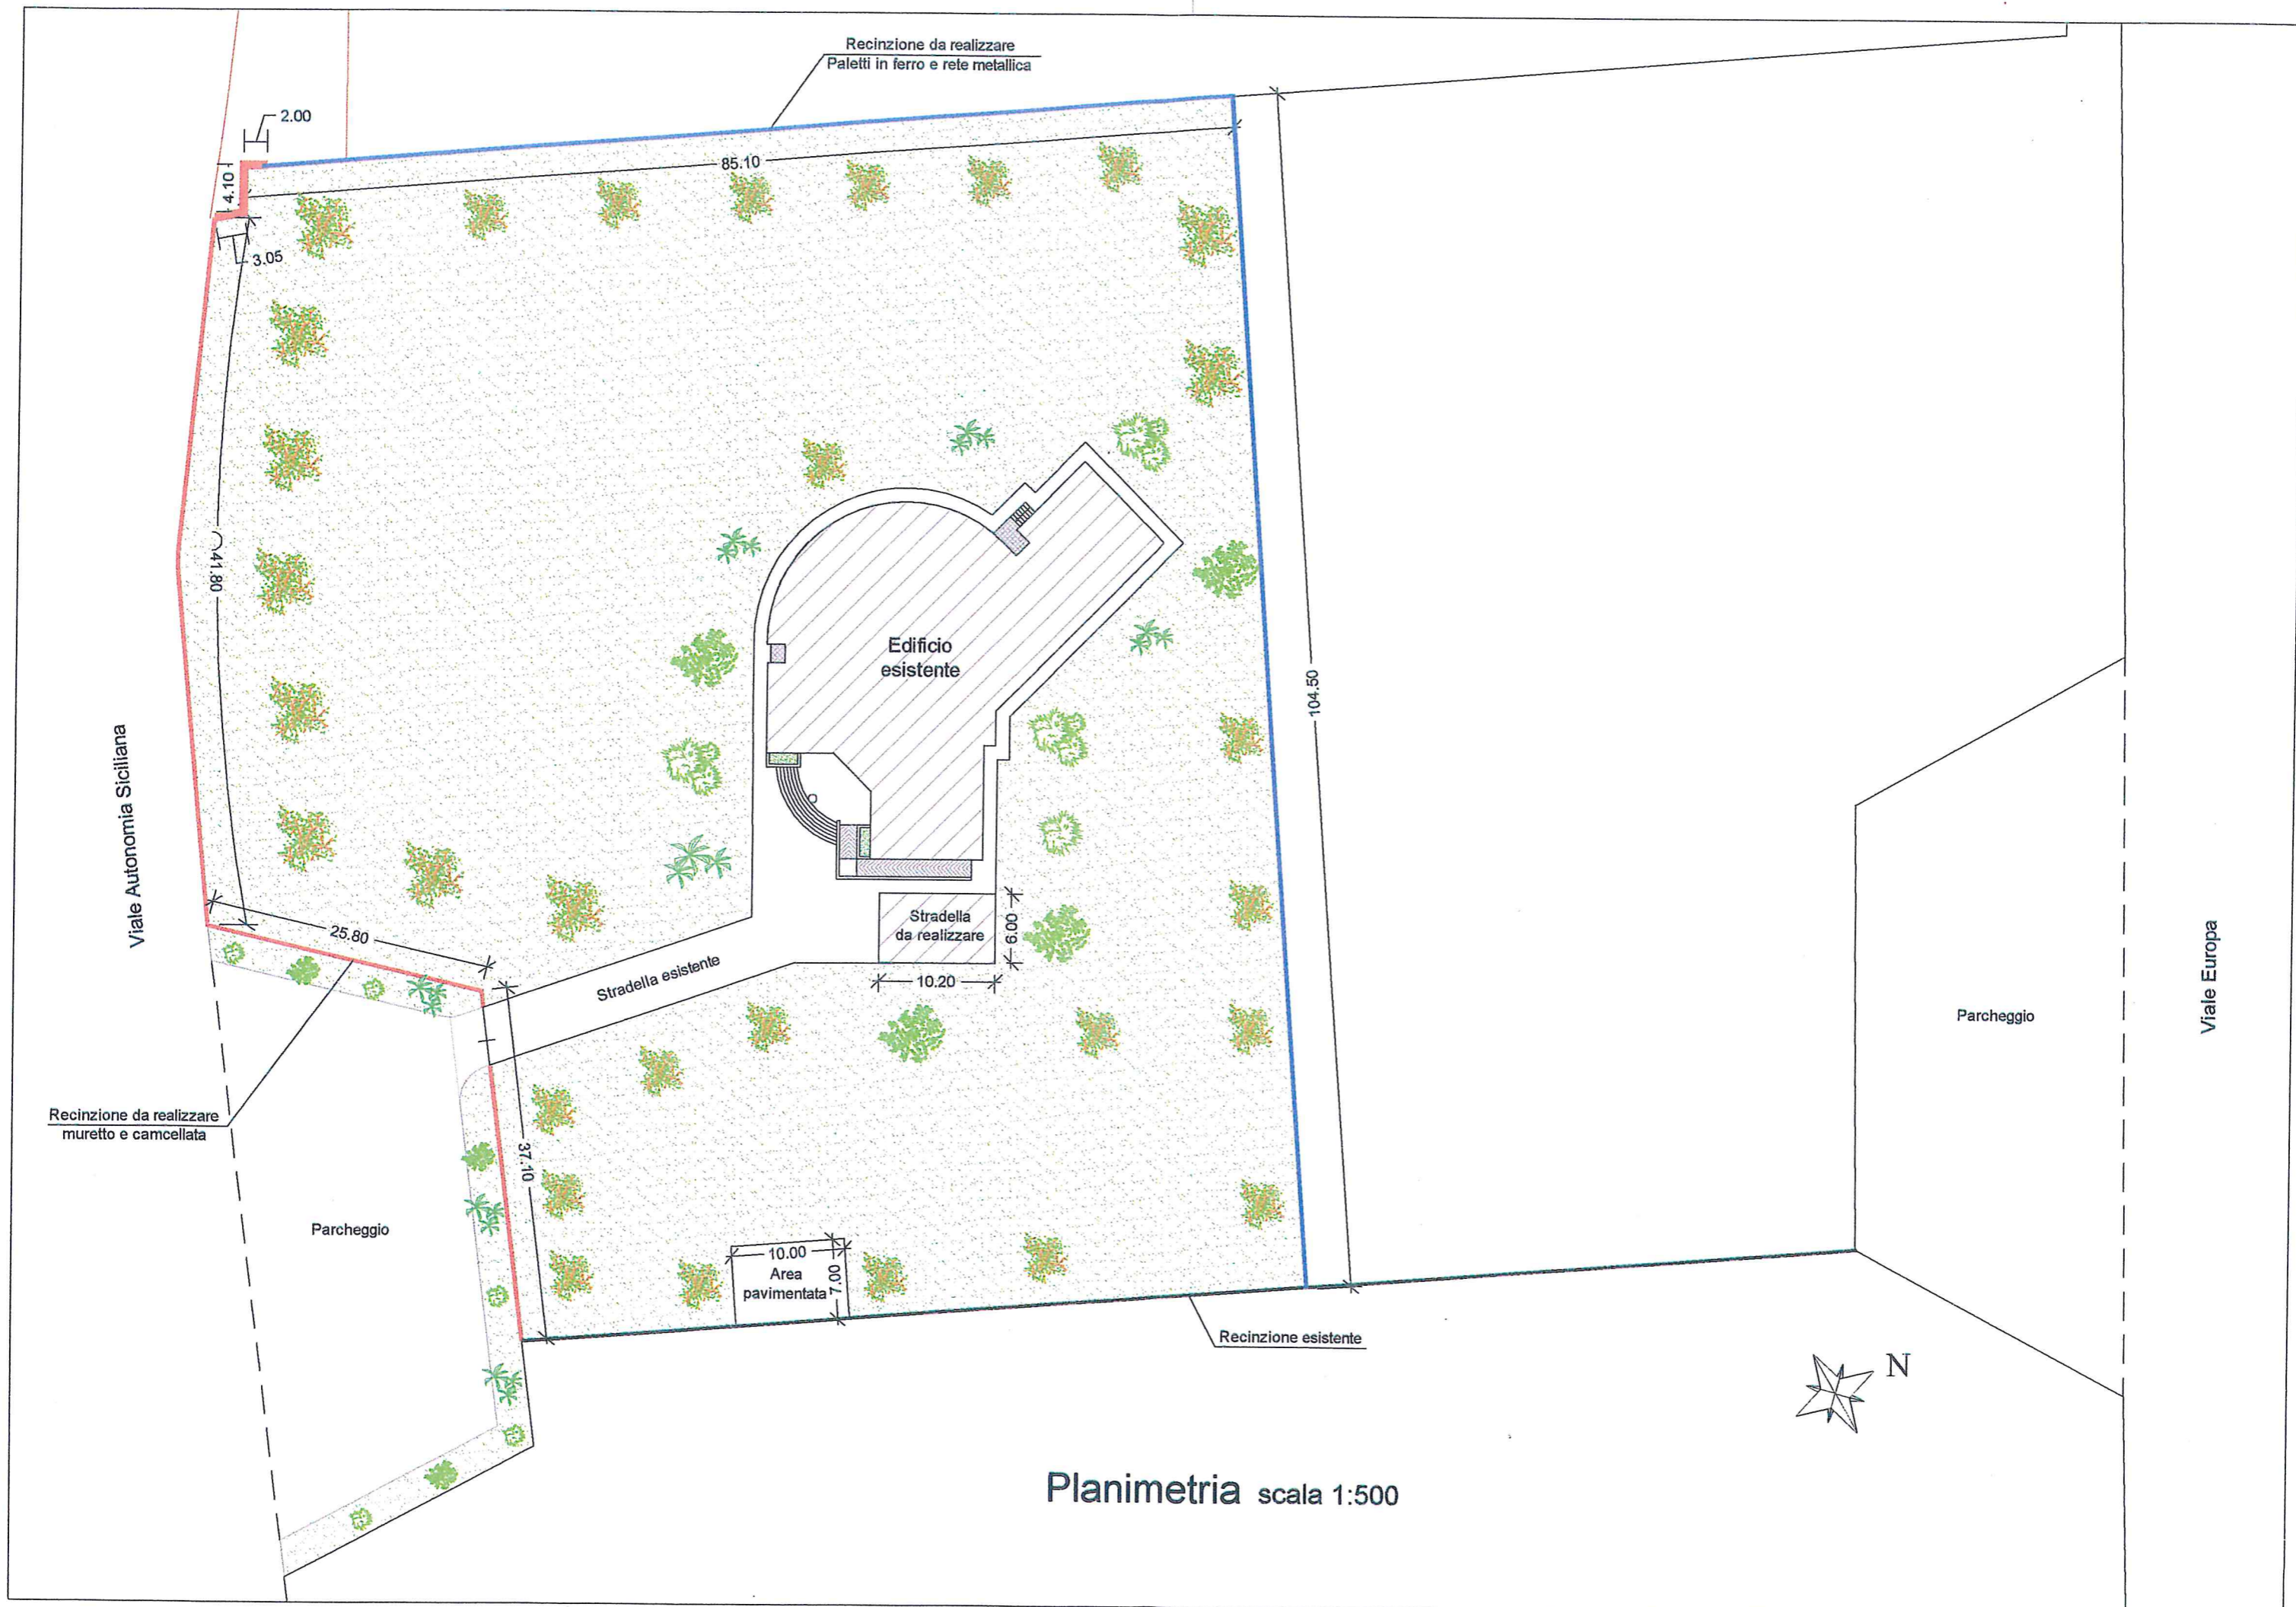 Recinzione da realizzare
Paletti in ferro e rete metallica
2.00
85.10
4.10
3.05
41.80
Edificio
esistente
104.50
Viale Autonomia Siciliana
25.80
Stradella
da realizzare
6.00
10.20
Stradella esistente
Viale Europa
Parcheggio
Recinzione da realizzare
muretto e camcellata
37.10
Parcheggio
10.00
Area
pavimentata
7.00
Recinzione esistente
N
Planimetria scala 1:500